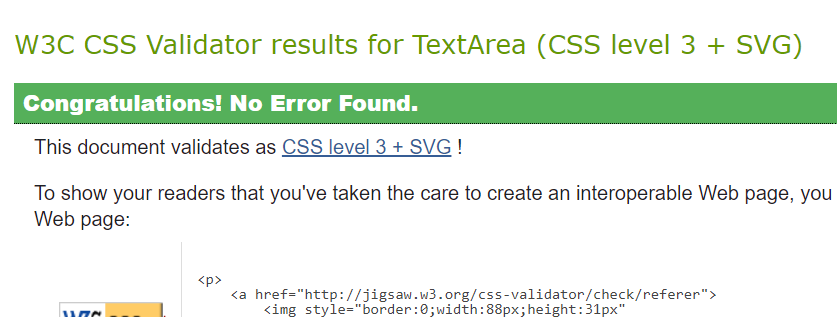 W3C CSS Validator results for TextArea (CSS level 3 + SVG)
Congratulations! No Error Found.
This document validates as CSS level 3 + SVG !
To show your readers that you've taken the care to create an interoperable Web page, you
Web page:
<p>
<a href="http://jigsaw.w3.org/css-validator/check/referer">
<img style="border:0;width:88px;height:31px"